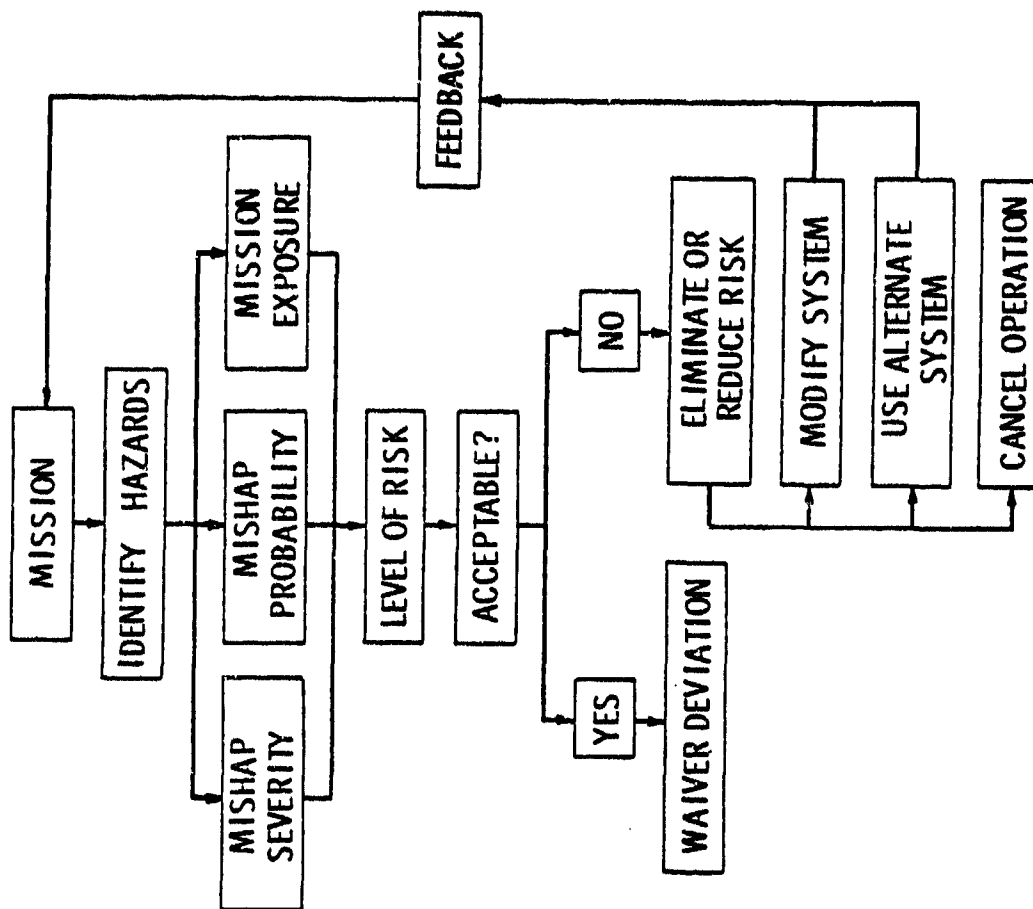 MISSION
IDENTIFY HAZARDS
MISHAP
SEVERITY
MISHAP
PROBABILITY
MISSION
EXPOSURE
LEVEL OF RISK
ACCEPTABLE?
YES
NO
WAIVER DEVIATION
ELIMINATE OR
REDUCE RISK
MODIFY SYSTEM
USE ALTERNATE
SYSTEM
CANCEL OPERATION
FEEDBACK